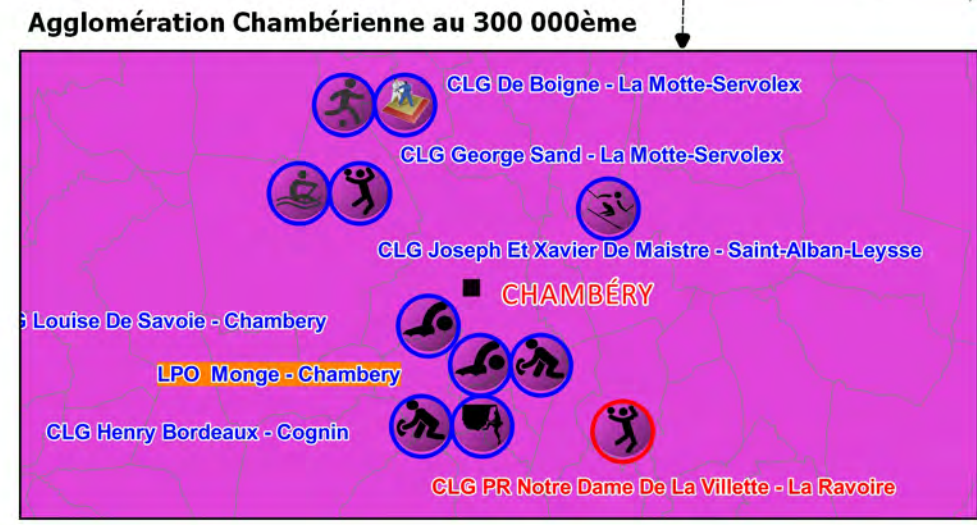 Agglomération Chambérienne au 300 000ème
CLG De Boigne - La Motte-Servolex
CLG George Sand - La Motte-Servolex
CLG Joseph Et Xavier De Maistre - Saint-Alban-Leysse
CHAMBÉRY
Louise De Savoie - Chambery
LPO Monge - Chambery
CLG Henry Bordeaux - Cognin
CLG PR Notre Dame De La Villette - La Ravoire